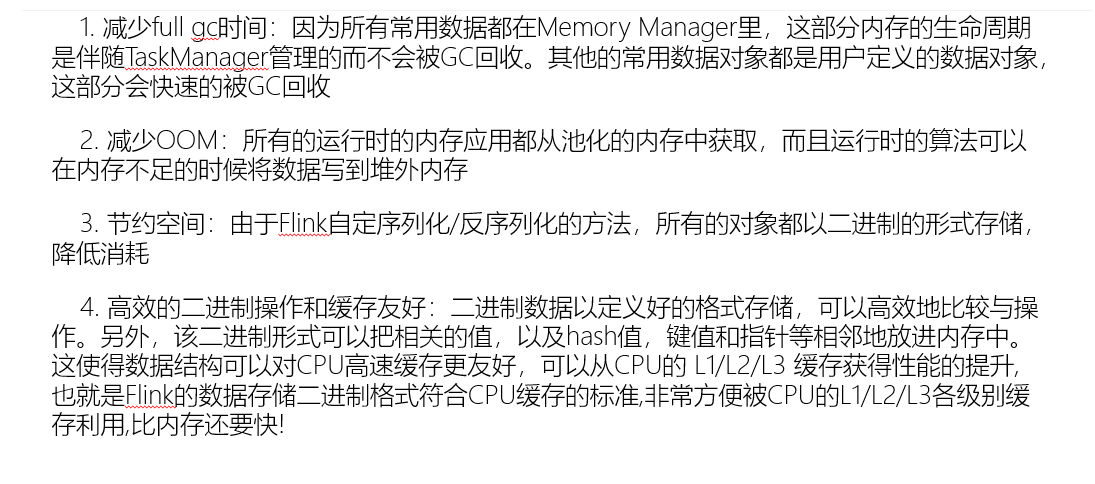 1. 减少full gc时间：因为所有常用数据都在Memory Manager里，这部分内存的生命周期
是伴随TaskManager管理的而不会被GC回收。其他的常用数据对象都是用户定义的数据对象，
这部分会快速的被GC回收
2. 减少OOM：所有的运行时的内存应用都从池化的内存中获取，而且运行时的算法可以
在内存不足的时候将数据写到堆外内存
3. 节约空间：由于Flink自定序列化/反序列化的方法，所有的对象都以二进制的形式存储，
降低消耗
4. 高效的二进制操作和缓存友好：二进制数据以定义好的格式存储，可以高效地比较与操
作。另外，该二进制形式可以把相关的值，以及hash值，键值和指针等相邻地放进内存中。
这使得数据结构可以对CPU高速缓存更友好，可以从CPU的 L1/L2/L3 缓存获得性能的提升,
也就是Flink的数据存储二进制格式符合CPU缓存的标准,非常方便被CPU的L1/L2/L3各级别缓
存利用,比内存还要快!